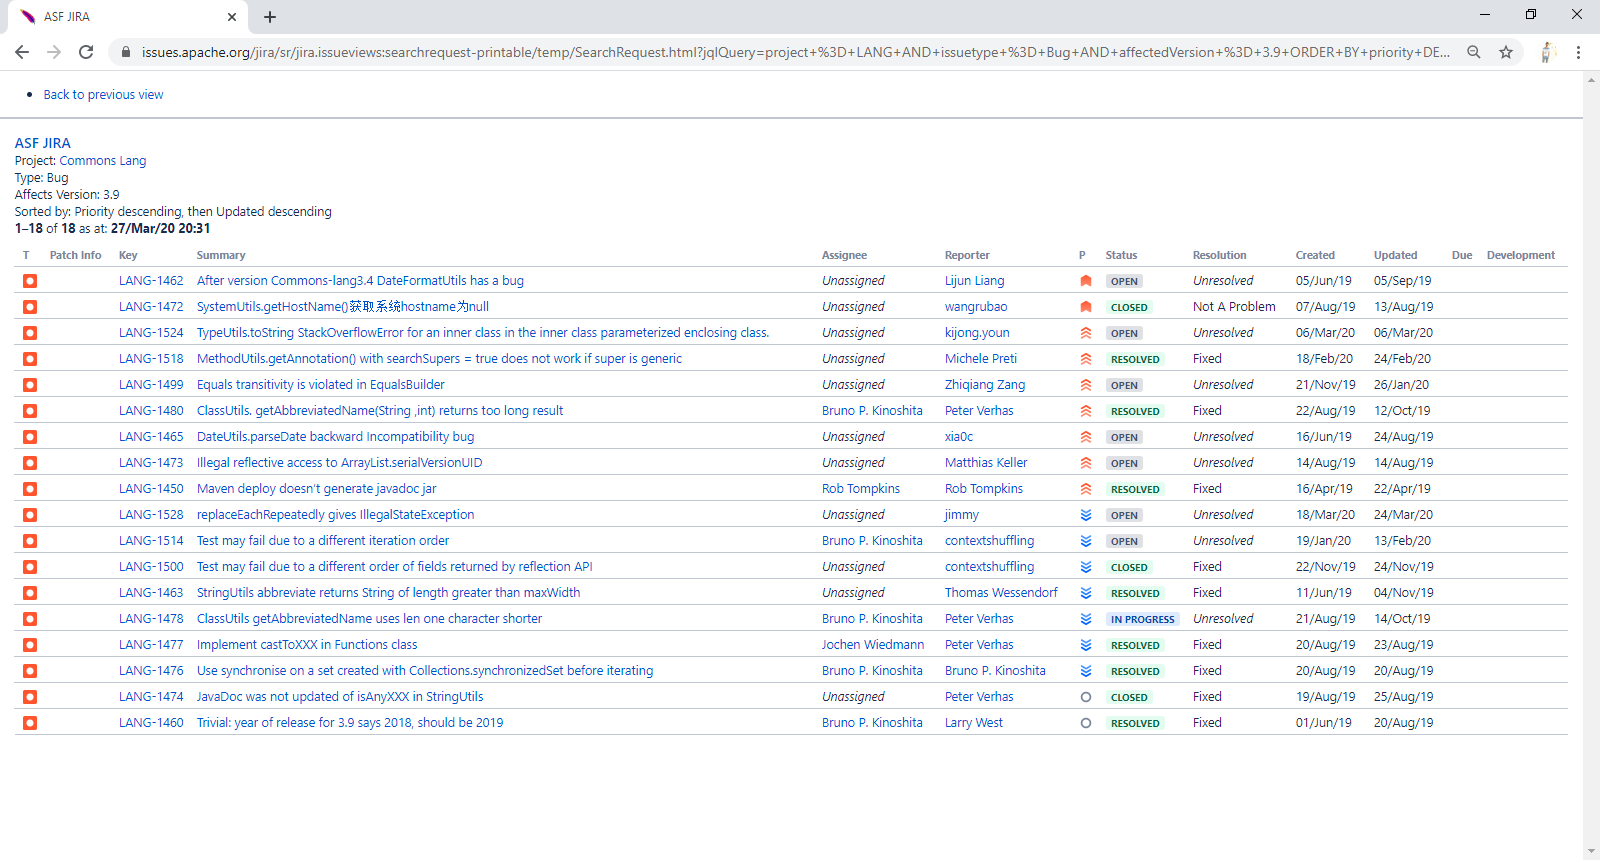 ASF JIRA
issues.apache.org/jira/sr/jira.issueviews:searchrequest-printable/temp/SearchRequest.html?jqlQuery=project+%3D+LANG+AND+issuetype+%3D+Bug+AND+affectedVersion+%3D+3.9+ORDER+BY+priority+DE...
Back to previous view
ASF JIRA
Project: Commons Lang
Type: Bug
Affects Version: 3.9
Sorted by: Priority descending, then Updated descending
1–18 of 18 as at: 27/Mar/20 20:31
T Patch Info Key Summary Assignee Reporter P Status Resolution Created Updated Due Development
LANG-1462 After version Commons-lang3.4 DateFormatUtils has a bug Unassigned Lijun Liang OPEN Unresolved 05/Jun/19 05/Sep/19
LANG-1472 SystemUtils.getHostName()获取系统hostname为null Unassigned wangrubao CLOSED Not A Problem 07/Aug/19 13/Aug/19
LANG-1524 TypeUtils.toString StackOverflowError for an inner class in the inner class parameterized enclosing class. Unassigned kijong.youn OPEN Unresolved 06/Mar/20 06/Mar/20
LANG-1518 MethodUtils.getAnnotation() with searchSupers = true does not work if super is generic Unassigned Michele Preti RESOLVED Fixed 18/Feb/20 24/Feb/20
LANG-1499 Equals transitivity is violated in EqualsBuilder Unassigned Zhiqiang Zang OPEN Unresolved 21/Nov/19 26/Jan/20
LANG-1480 ClassUtils. getAbbreviatedName(String ,int) returns too long result Bruno P. Kinoshita Peter Verhas RESOLVED Fixed 22/Aug/19 12/Oct/19
LANG-1465 DateUtils.parseDate backward Incompatibility bug Unassigned xia0c OPEN Unresolved 16/Jun/19 24/Aug/19
LANG-1473 Illegal reflective access to ArrayList.serialVersionUID Unassigned Matthias Keller OPEN Unresolved 14/Aug/19 14/Aug/19
LANG-1450 Maven deploy doesn't generate javadoc jar Rob Tompkins Rob Tompkins RESOLVED Fixed 16/Apr/19 22/Apr/19
LANG-1528 replaceEachRepeatedly gives IllegalStateException Unassigned jimmy OPEN Unresolved 18/Mar/20 24/Mar/20
LANG-1514 Test may fail due to a different iteration order Bruno P. Kinoshita contextshuffling OPEN Unresolved 19/Jan/20 13/Feb/20
LANG-1500 Test may fail due to a different order of fields returned by reflection API Unassigned contextshuffling CLOSED Fixed 22/Nov/19 24/Nov/19
LANG-1463 StringUtils abbreviate returns String of length greater than maxWidth Unassigned Thomas Wessendorf RESOLVED Fixed 11/Jun/19 04/Nov/19
LANG-1478 ClassUtils getAbbreviatedName uses len one character shorter Bruno P. Kinoshita Peter Verhas IN PROGRESS Unresolved 21/Aug/19 14/Oct/19
LANG-1477 Implement castToXXX in Functions class Jochen Wiedmann Peter Verhas RESOLVED Fixed 20/Aug/19 23/Aug/19
LANG-1476 Use synchronise on a set created with Collections.synchronizedSet before iterating Bruno P. Kinoshita Bruno P. Kinoshita RESOLVED Fixed 20/Aug/19 20/Aug/19
LANG-1474 JavaDoc was not updated of isAnyXXX in StringUtils Unassigned Peter Verhas CLOSED Fixed 19/Aug/19 25/Aug/19
LANG-1460 Trivial: year of release for 3.9 says 2018, should be 2019 Bruno P. Kinoshita Larry West RESOLVED Fixed 01/Jun/19 20/Aug/19